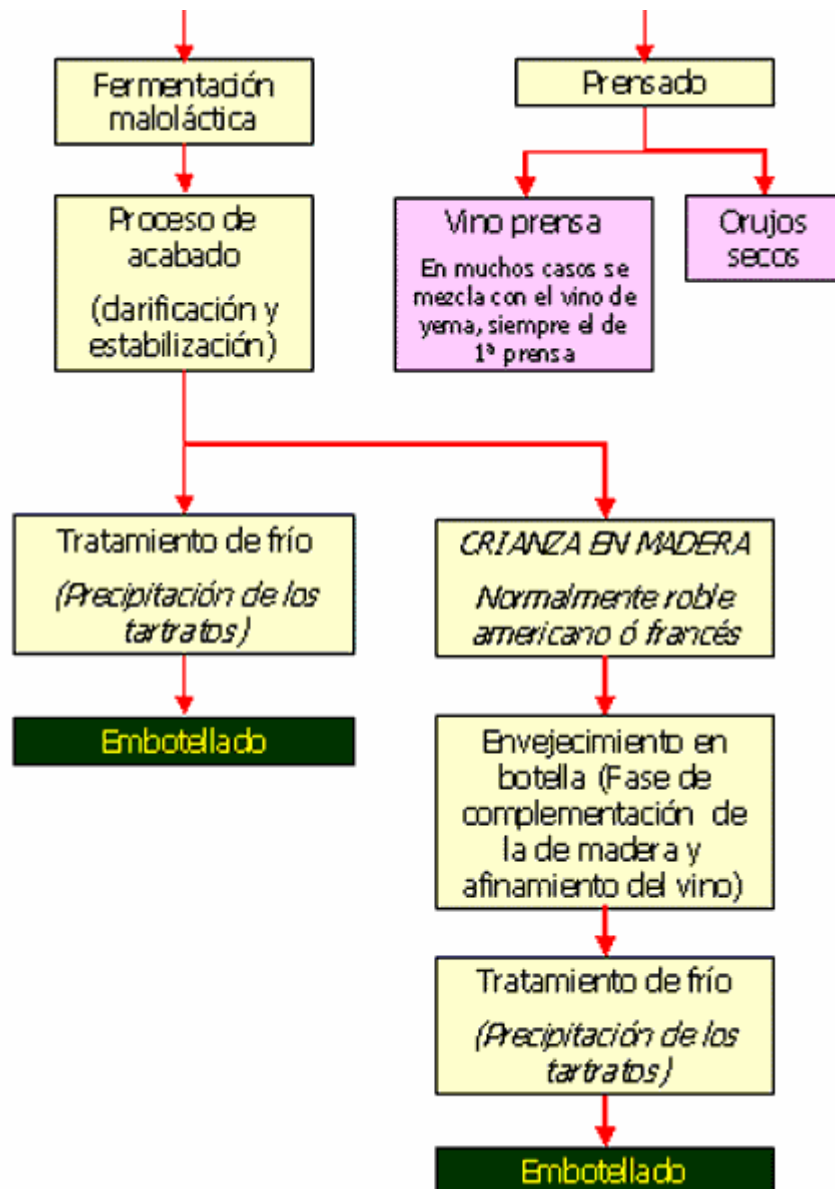 Fermentación
maloláctica
Prensado
Proceso de
acabado
(clarificación y
estabilización)
Vino prensa
En muchos casos se
mezcla con el vino de
yema, siempre el de
1ª prensa
Orujos
secos
Tratamiento de frío
(Precipitación de los
tartratos)
Embotellado
CRIANZA EN MADERA
Normalmente roble
americano ó francés
Envejecimiento en
botella (Fase de
complementación de
la de madera y
afinamiento del vino)
Tratamiento de frío
(Precipitación de los
tartratos)
Embotellado